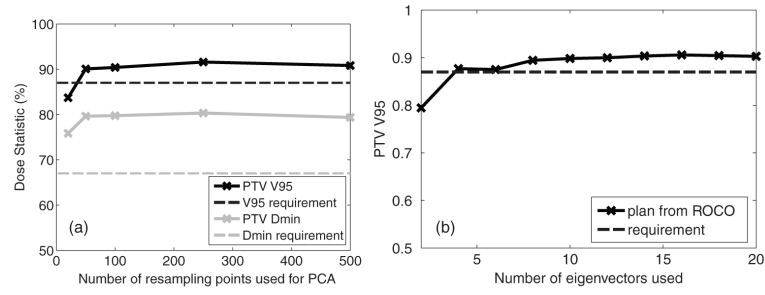 100
90
80
70
60
50
Dose Statistic (%)
(a)
PTV V95
V95 requirement
PTV Dmin
Dmin requirement
0 100 200 300 400 500
Number of resampling points used for PCA
1
0.9
0.8
0.7
0.6
0.5
PTV V95
(b)
plan from ROCO
requirement
5 10 15 20
Number of eigenvectors used